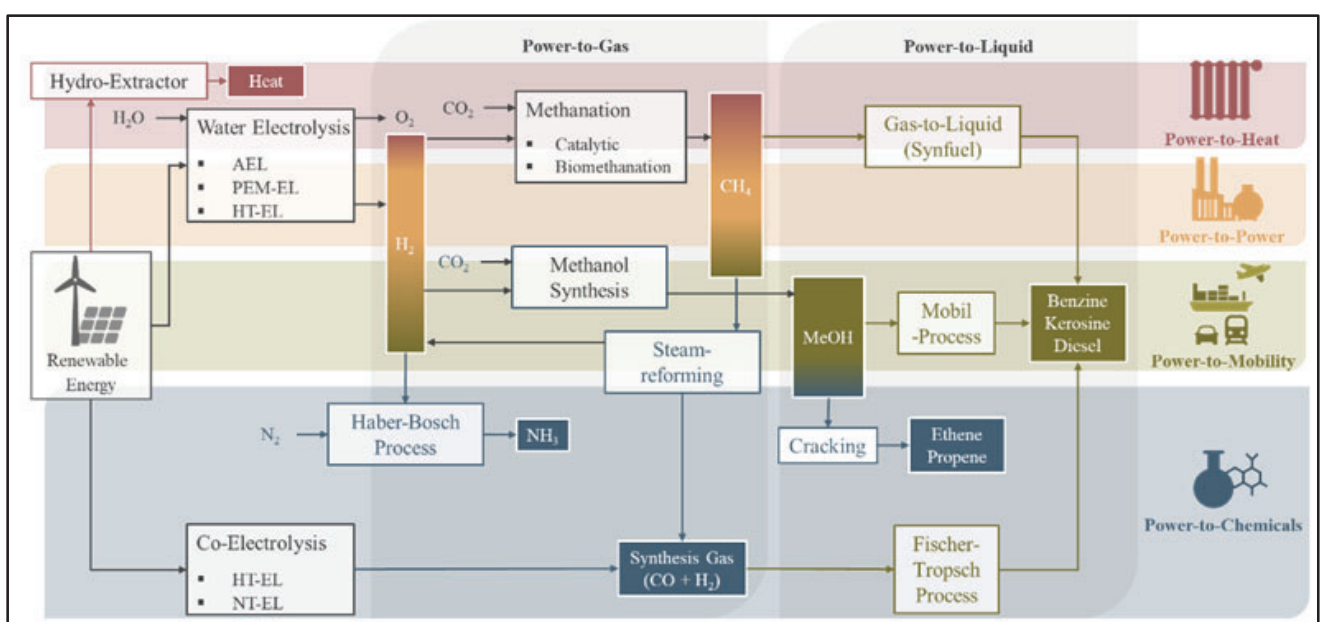 Power-to-Gas
Power-to-Liquid
Hydro-Extractor
Heat
H₂O
Water Electrolysis
▪ AEL
▪ PEM-EL
▪ HT-EL
O₂
CO₂
Methanation
▪ Catalytic
▪ Biomethanation
H₂
CH₄
Gas-to-Liquid
(Synfuel)
Power-to-Heat
Power-to-Power
Renewable
Energy
CO₂
Methanol
Synthesis
MeOH
Mobil
-Process
Benzine
Kerosine
Diesel
Power-to-Mobility
Steam-
reforming
N₂
Haber-Bosch
Process
NH₃
Cracking
Ethene
Propene
Power-to-Chemicals
Co-Electrolysis
▪ HT-EL
▪ NT-EL
Synthesis Gas
(CO + H₂)
Fischer-
Tropsch
Process